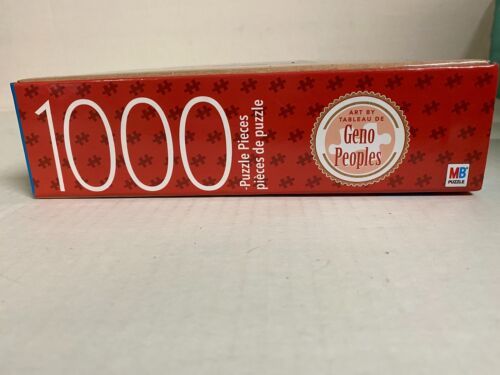 1000
-Puzzle Pieces
pièces de puzzle
ART BY
TABLEAU DE
Geno
Peoples
MB
PUZZLE